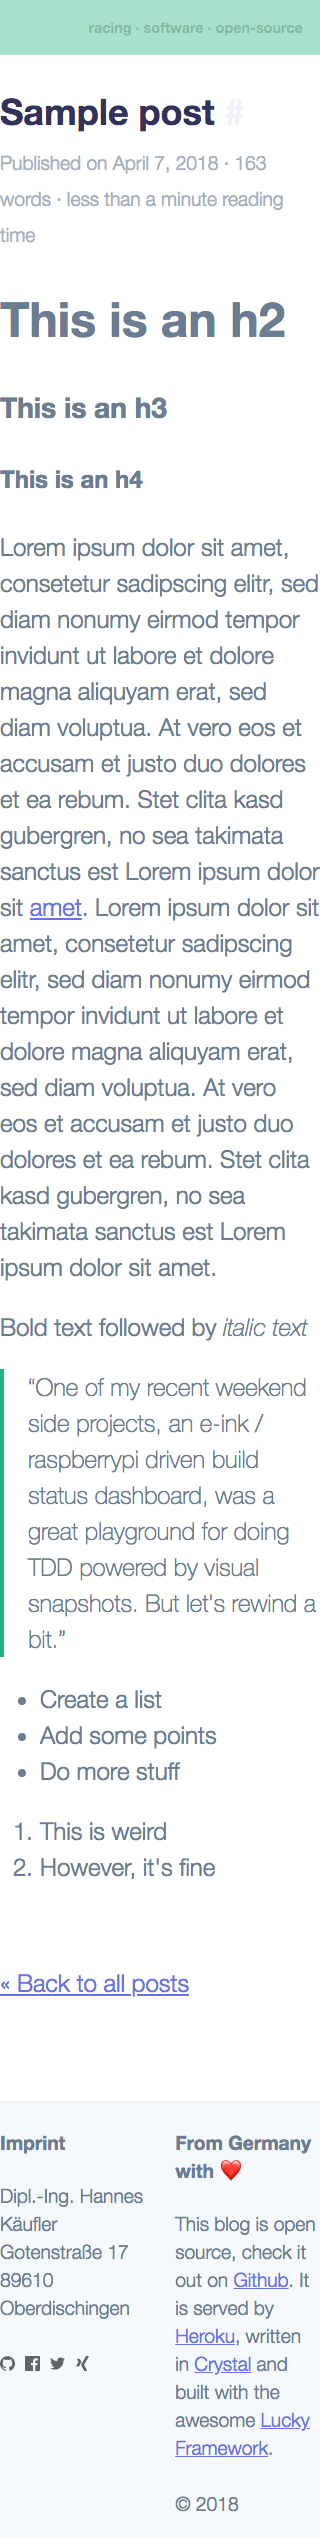 racing · software · open-source
Sample post #
Published on April 7, 2018 · 163
words · less than a minute reading
time
This is an h2
This is an h3
This is an h4
Lorem ipsum dolor sit amet,
consetetur sadipscing elitr, sed
diam nonumy eirmod tempor
invidunt ut labore et dolore
magna aliquyam erat, sed
diam voluptua. At vero eos et
accusam et justo duo dolores
et ea rebum. Stet clita kasd
gubergren, no sea takimata
sanctus est Lorem ipsum dolor
sit amet. Lorem ipsum dolor sit
amet, consetetur sadipscing
elitr, sed diam nonumy eirmod
tempor invidunt ut labore et
dolore magna aliquyam erat,
sed diam voluptua. At vero
eos et accusam et justo duo
dolores et ea rebum. Stet clita
kasd gubergren, no sea
takimata sanctus est Lorem
ipsum dolor sit amet.
Bold text followed by italic text
“One of my recent weekend
side projects, an e-ink /
raspberrypi driven build
status dashboard, was a
great playground for doing
TDD powered by visual
snapshots. But let's rewind a
bit.”
• Create a list
• Add some points
• Do more stuff
1. This is weird
2. However, it's fine
« Back to all posts
Imprint
Dipl.-Ing. Hannes
Käufler
Gotenstraße 17
89610
Oberdischingen
From Germany
with ❤️
This blog is open
source, check it
out on Github. It
is served by
Heroku, written
in Crystal and
built with the
awesome Lucky
Framework.
© 2018